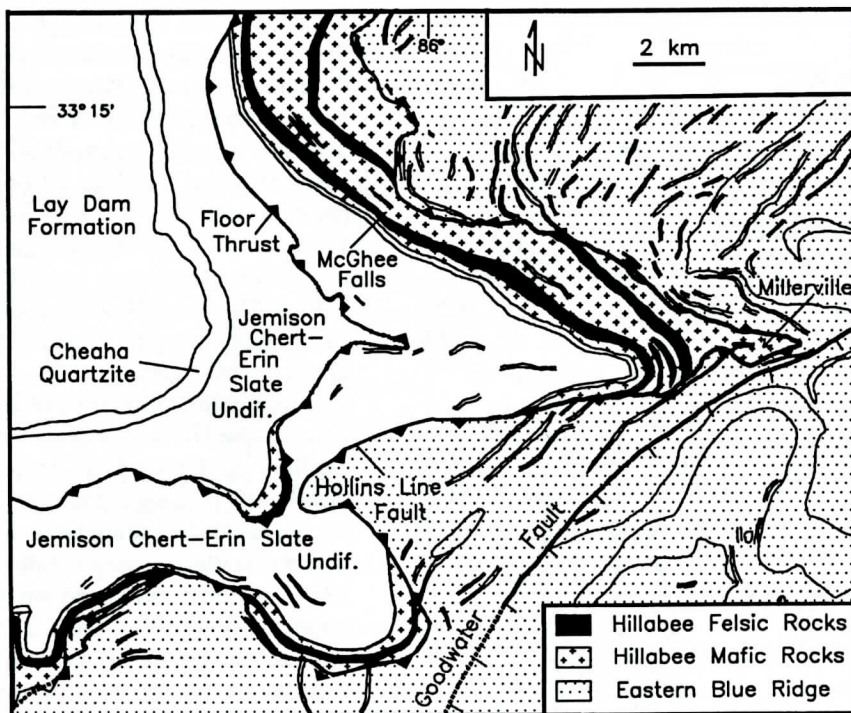 86°
N
2 km
33°15'
Lay Dam
Formation
Floor
Thrust
McGhee
Falls
Millerville
Jemison
Chert-
Erin
Slate
Undif.
Cheaha
Quartzite
Hollins Line
Fault
Jemison Chert-Erin Slate
Undif.
Goodwater Fault
Hillabee Felsic Rocks
Hillabee Mafic Rocks
Eastern Blue Ridge